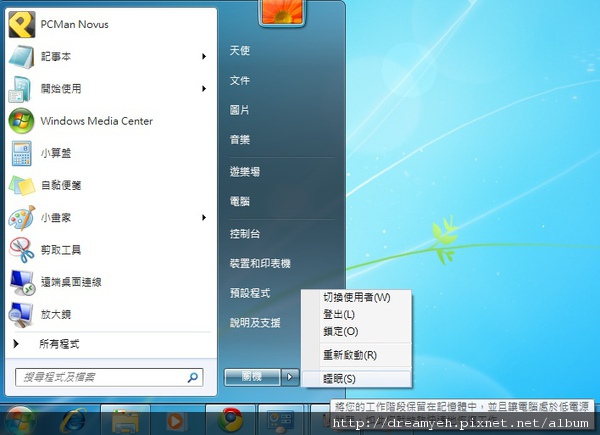 PCMan Novus
記事本
開始使用
Windows Media Center
小算盤
自黏便箋
小畫家
剪取工具
遠端桌面連線
放大鏡
所有程式
搜尋程式及檔案
天使
文件
圖片
音樂
遊樂場
電腦
控制台
裝置和印表機
預設程式
說明及支援
關機
切換使用者(W)
登出(L)
鎖定(O)
重新啟動(R)
睡眠(S)
將您的工作階段保留在記憶體中，並且讓電腦處於低電源
http://dreamyeh.pixnet.net/album